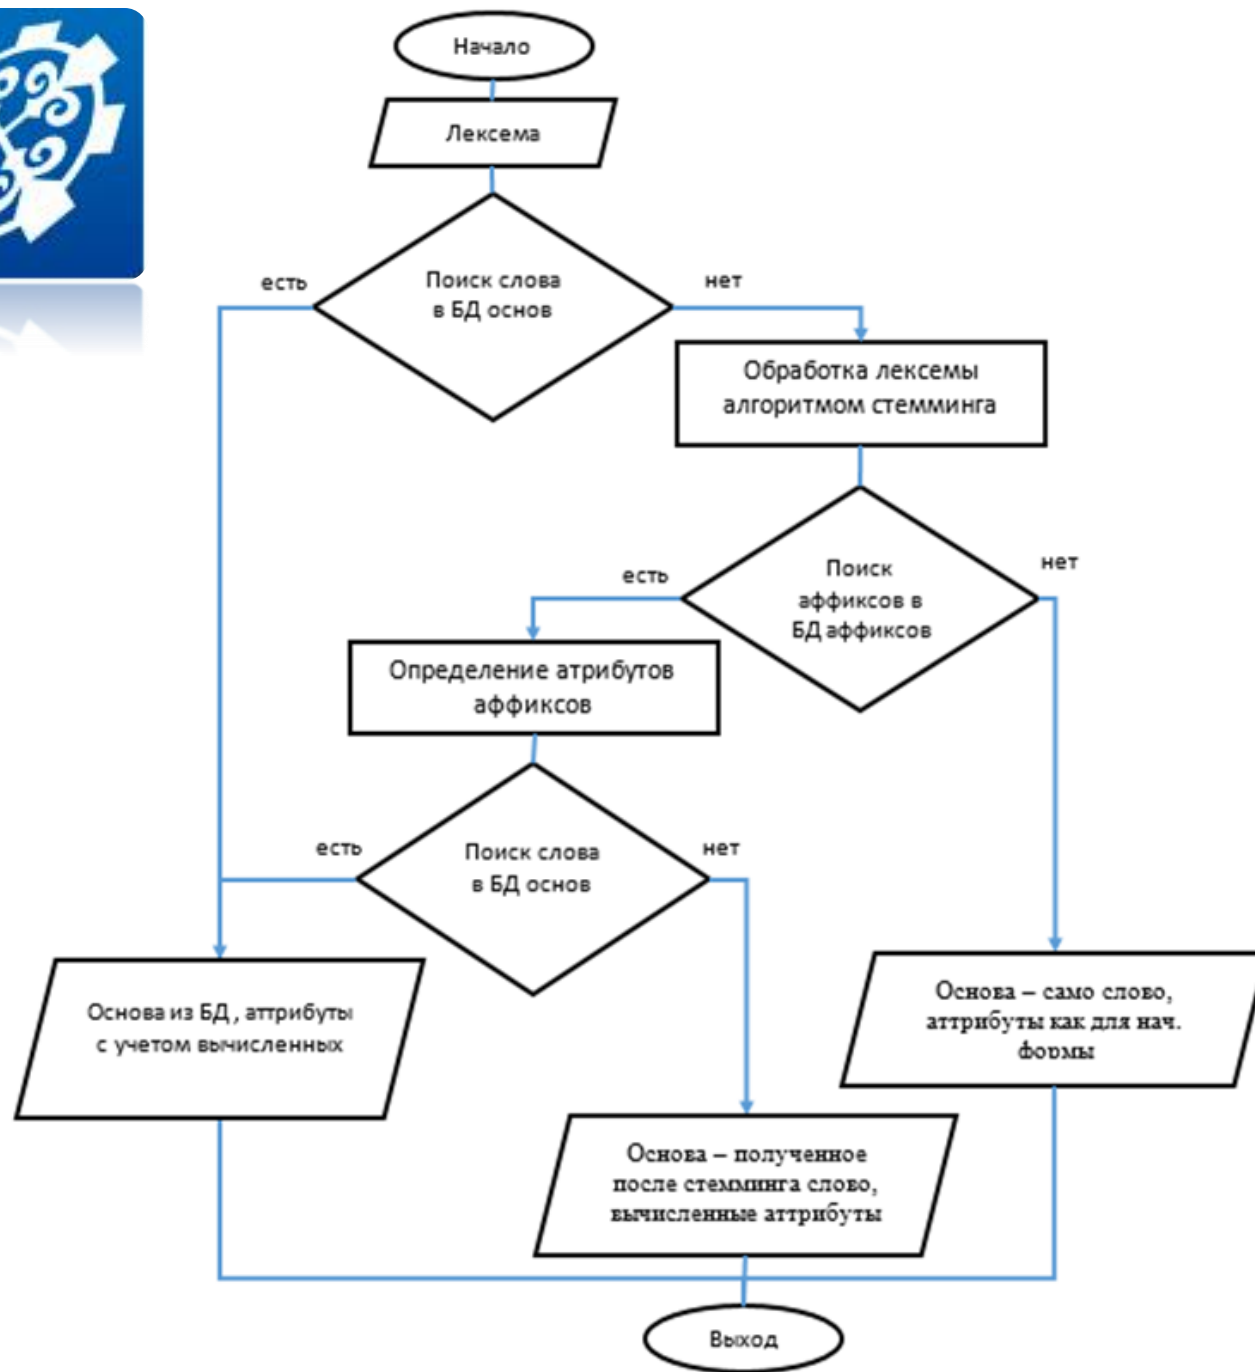 Начало
Лексема
есть
Поиск слова
в БД основ
нет
Обработка лексемы
алгоритмом стемминга
есть
Поиск
аффиксов в
БД аффиксов
нет
Определение атрибутов
аффиксов
есть
Поиск слова
в БД основ
нет
Основа из БД , аттрибуты
с учетом вычисленных
Основа – само слово,
аттрибуты как для нач.
формы
Основа – полученное
после стемминга слово,
вычисленные аттрибуты
Выход